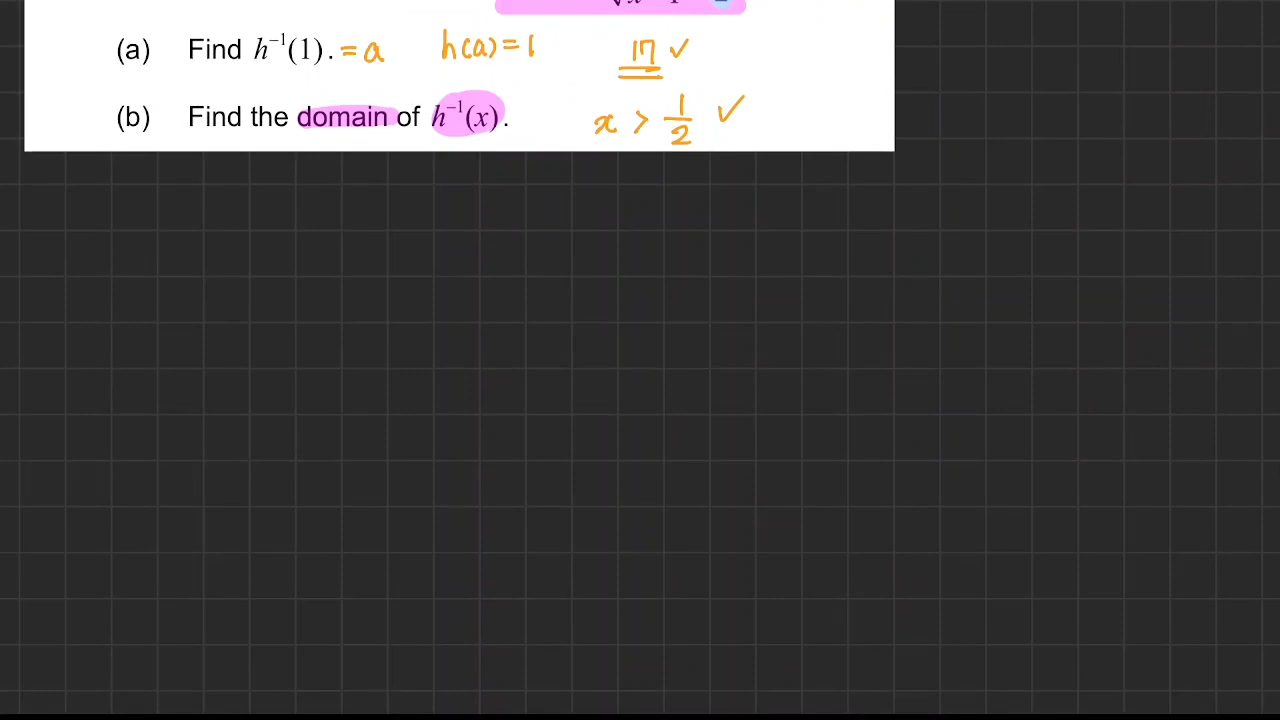 (a) Find h⁻¹(1). = a h(a) = 1 17 ✓
(b) Find the domain of h⁻¹(x). x > 1/2 ✓